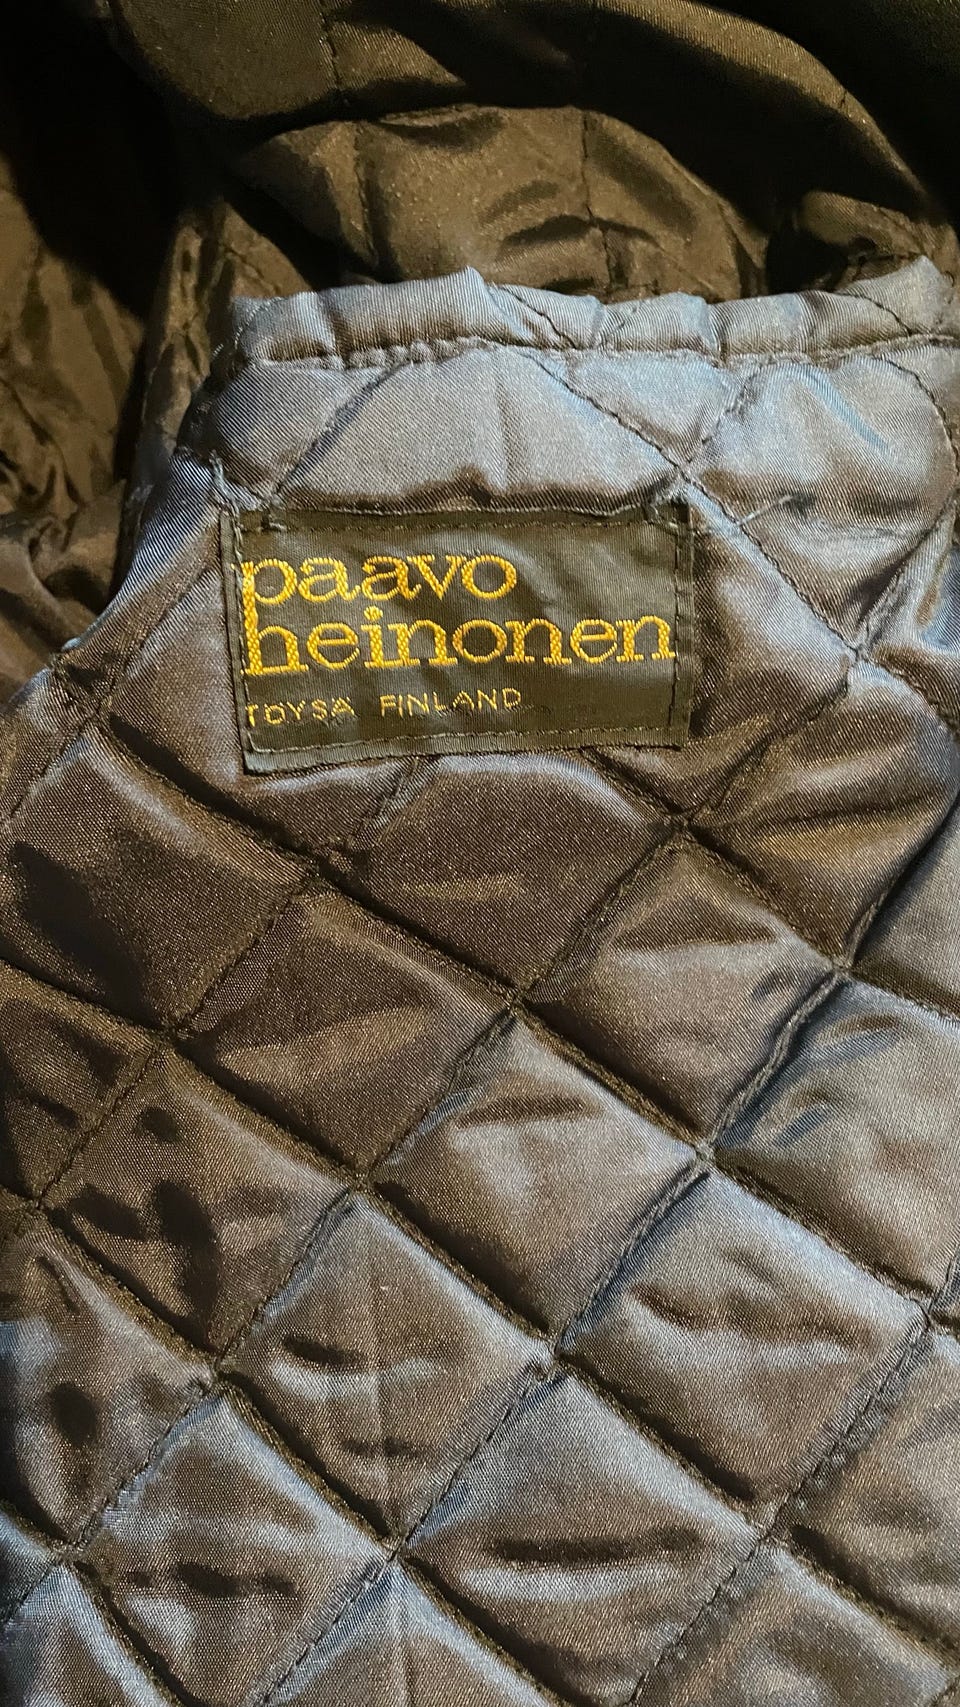 paavo
heinonen
TÖYSÄ FINLAND